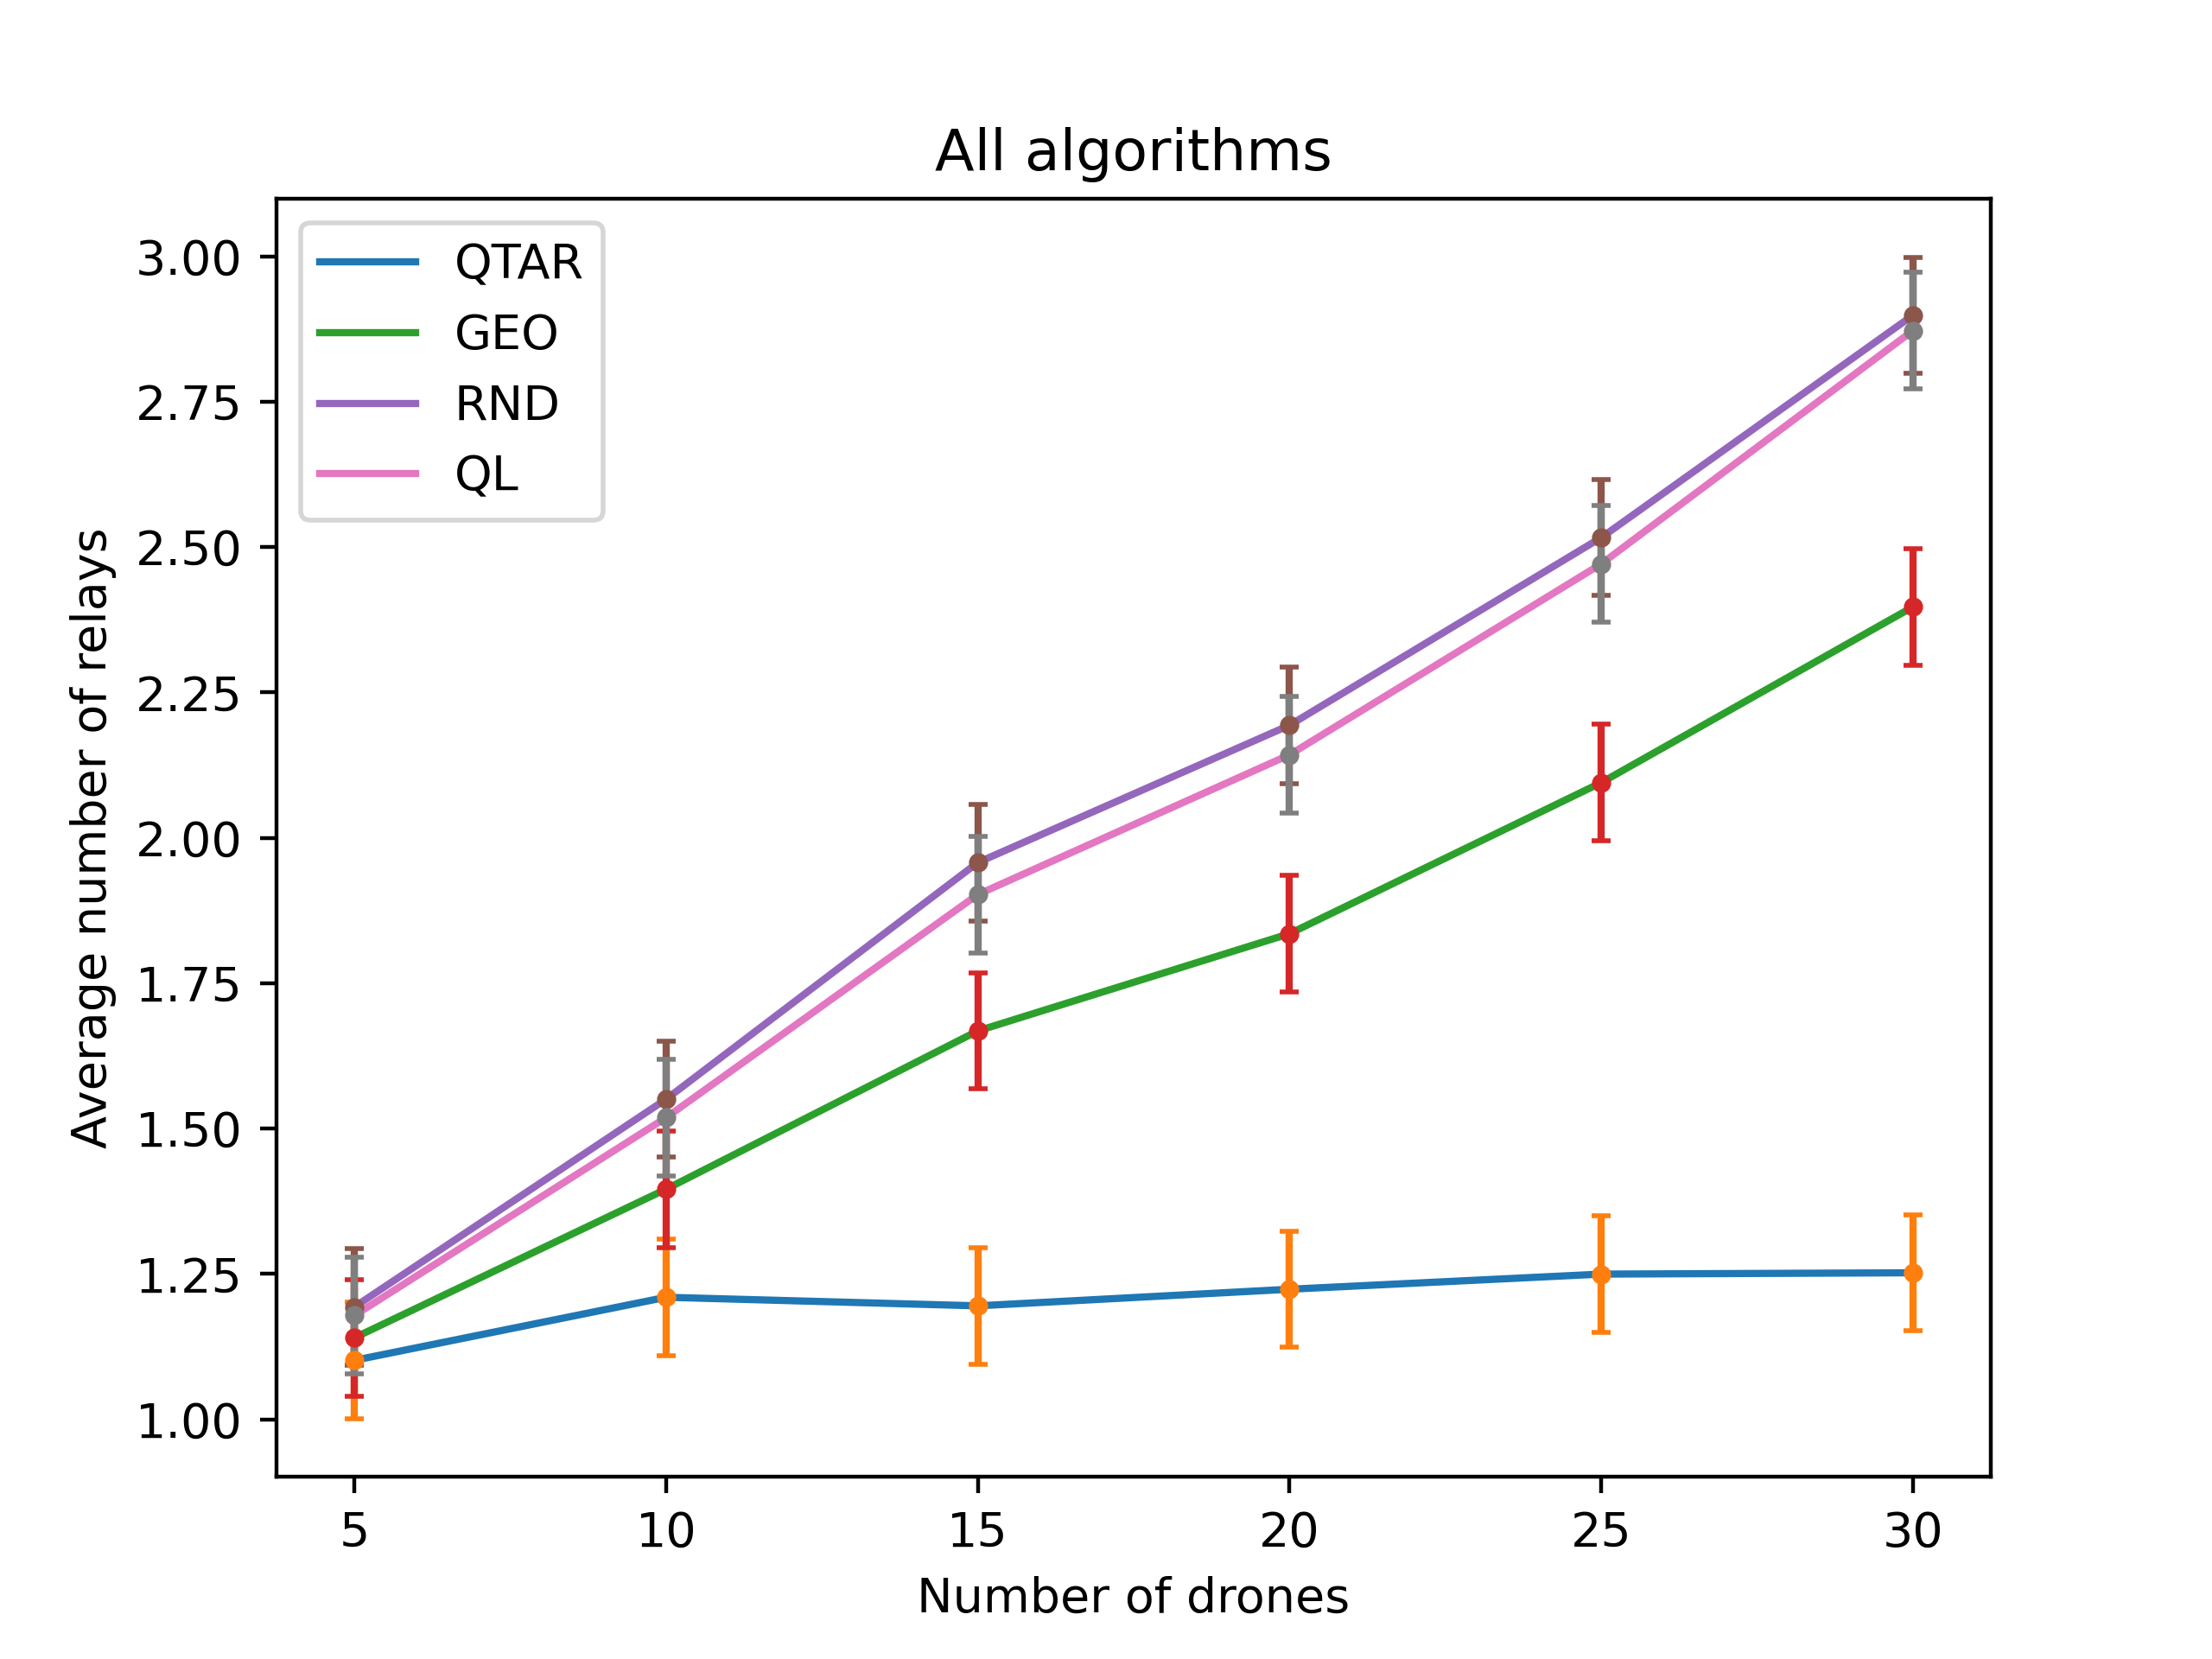 All algorithms
QTAR
GEO
RND
QL
3.00
2.75
2.50
2.25
2.00
1.75
1.50
1.25
1.00
Average number of relays
5 10 15 20 25 30
Number of drones